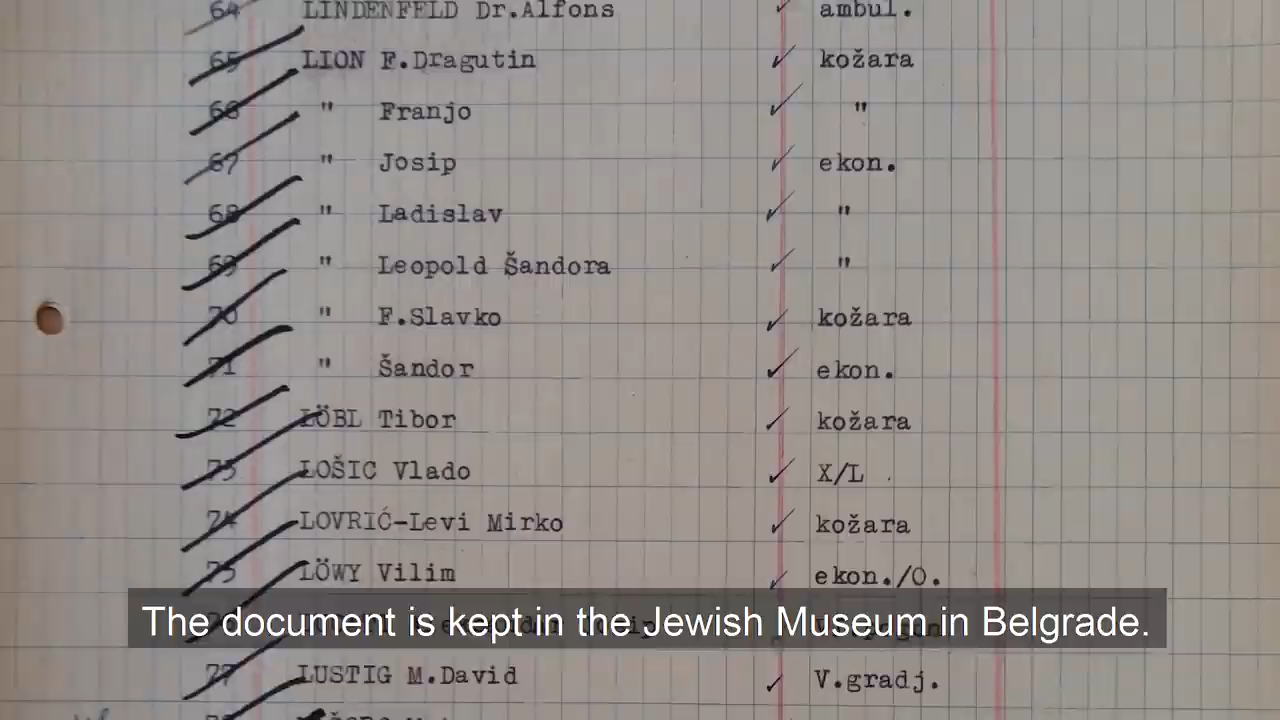 64 LINDENFELD Dr.Alfons ✓ ambul.
65 LION F.Dragutin ✓ kožara
66 " Franjo ✓ "
67 " Josip ✓ ekon.
68 " Ladislav ✓ "
69 " Leopold Šandora ✓ "
70 " F.Slavko ✓ kožara
71 " Šandor ✓ ekon.
72 LÖBL Tibor ✓ kožara
73 LOŠIC Vlado ✓ X/L
74 LOVRIĆ-Levi Mirko ✓ kožara
75 LÖWY Vilim ✓ ekon./O.
The document is kept in the Jewish Museum in Belgrade.
77 LUSTIG M.David ✓ V.gradj.